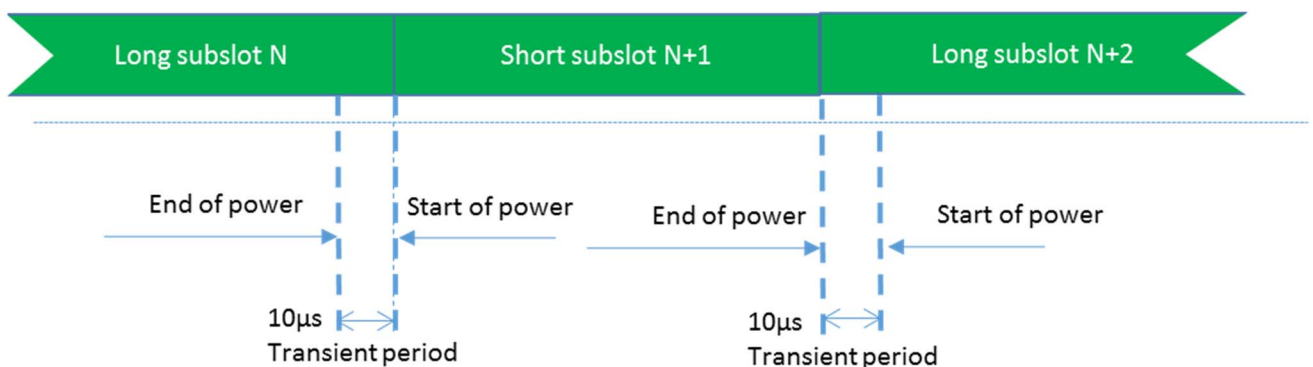 Long subslot N
Short subslot N+1
Long subslot N+2
End of power
Start of power
End of power
Start of power
10µs
Transient period
10µs
Transient period